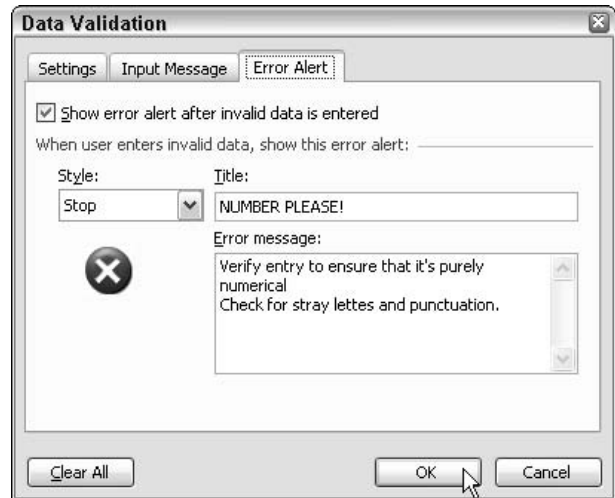 Data Validation
Settings Input Message Error Alert
Show error alert after invalid data is entered
When user enters invalid data, show this error alert:
Style: Title:
Stop NUMBER PLEASE!
Error message:
Verify entry to ensure that it's purely
numerical
Check for stray lettes and punctuation.
Clear All OK Cancel